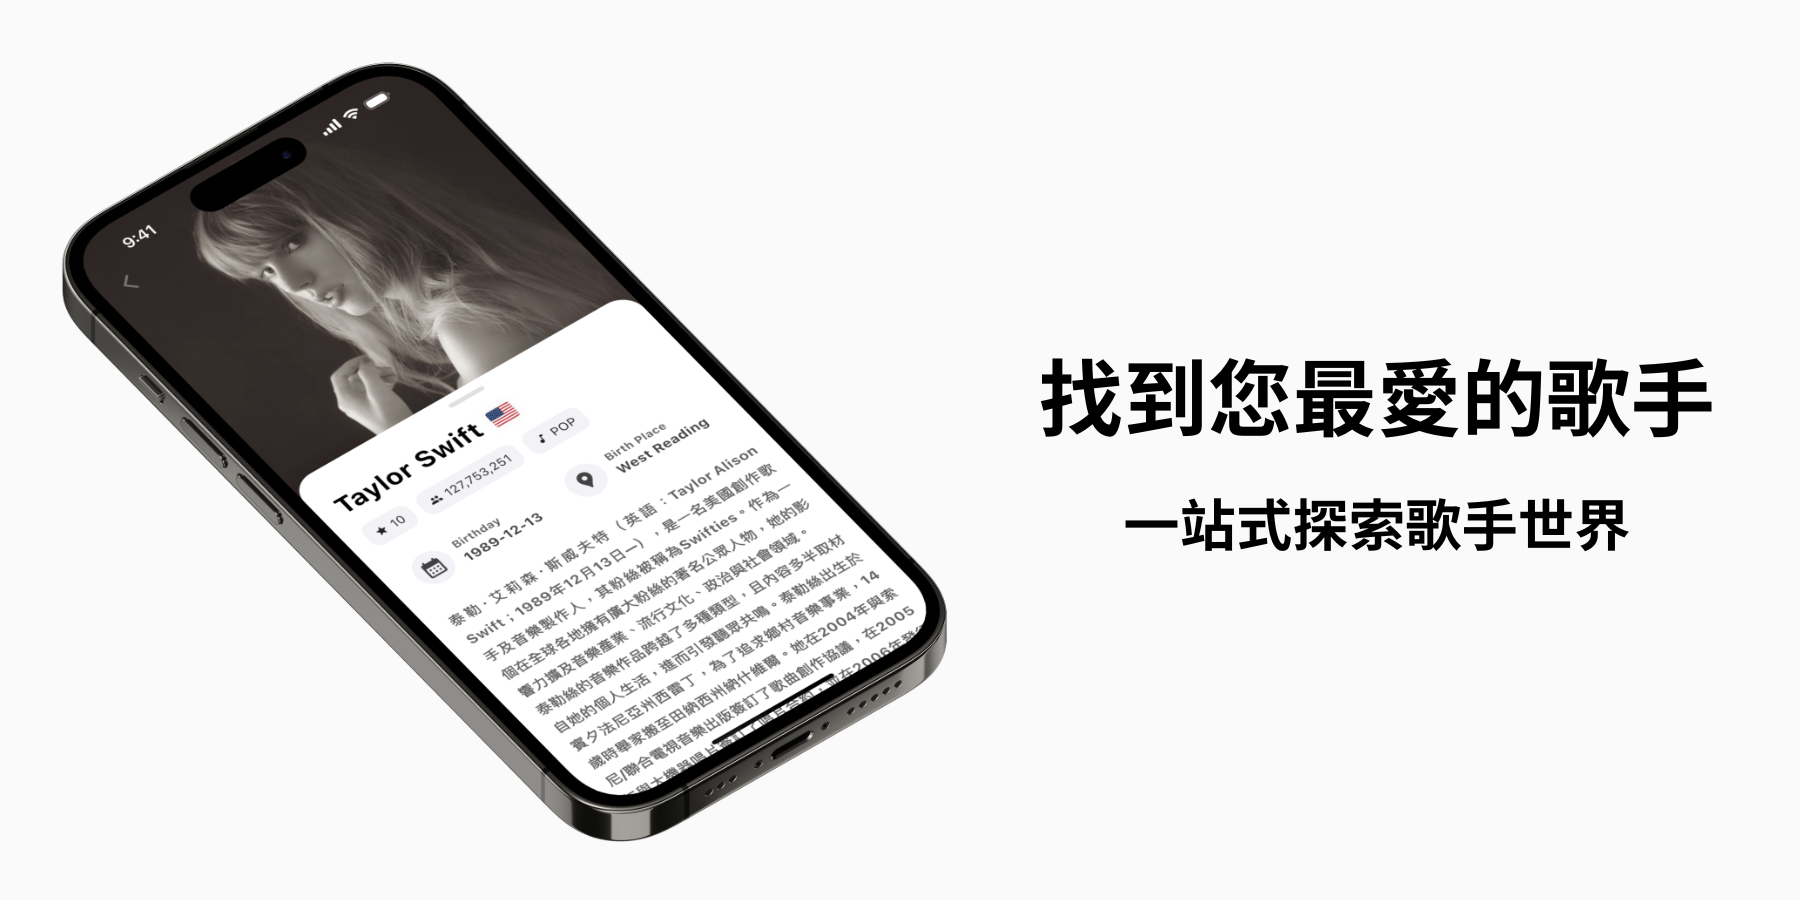 9:41
Taylor Swift
10
127,753,251
POP
Birthday
1989-12-13
Birth Place
West Reading
泰勒·艾莉森·斯威夫特（英語：Taylor Alison
Swift；1989年12月13日—），是一名美國創作歌
手及音樂製作人，其粉絲被稱為Swifties。作為一
個在全球各地擁有廣大粉絲的著名公眾人物，她的影
響力擴及音樂產業、流行文化、政治與社會領域。
泰勒絲的音樂作品跨越了多種類型，且內容多半取材
自她的個人生活，進而引發聽眾共鳴。泰勒絲出生於
賓夕法尼亞州西雷丁，為了追求鄉村音樂事業，14
歲時舉家搬至田納西州納什維爾。她在2004年與索
尼/聯合電視音樂出版簽訂了歌曲創作協議，在2005
找到您最愛的歌手
一站式探索歌手世界